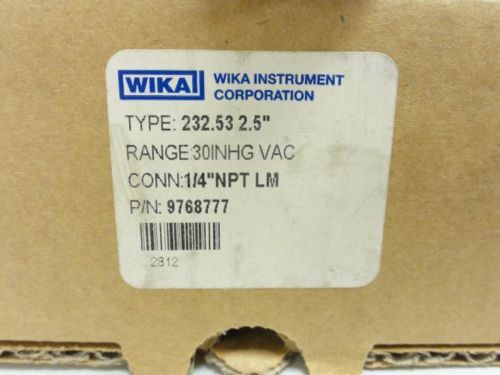 WIKA
WIKA INSTRUMENT
CORPORATION
TYPE: 232.53 2.5"
RANGE:30INHG VAC
CONN:1/4"NPT LM
P/N: 9768777
2812